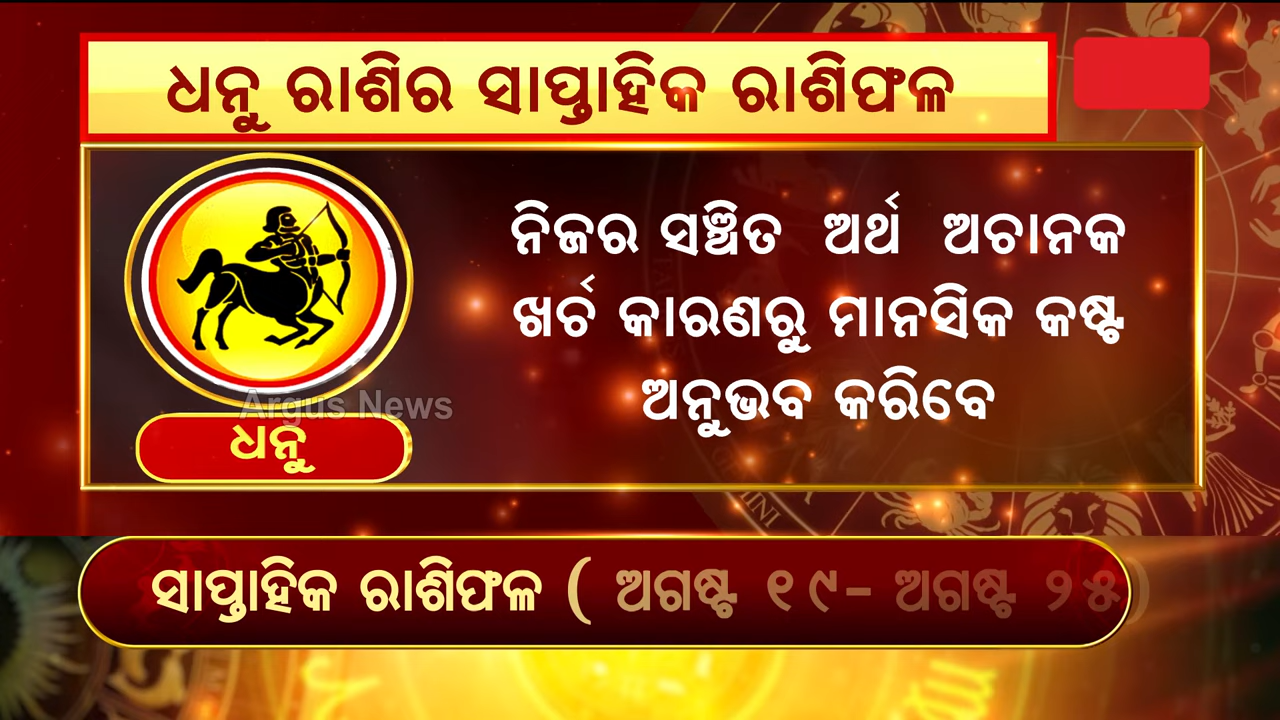 ଧନୁ ରାଶିର ସାପ୍ତାହିକ ରାଶିଫଳ
ନିଜର ସଞ୍ଚିତ ଅର୍ଥ ଅଚାନକ
ଖର୍ଚ୍ଚ କାରଣରୁ ମାନସିକ କଷ୍ଟ
ଅନୁଭବ କରିବେ
Argus News
ଧନୁ
ସାପ୍ତାହିକ ରାଶିଫଳ ( ଅଗଷ୍ଟ ୧୯- ଅଗଷ୍ଟ ୨୫)